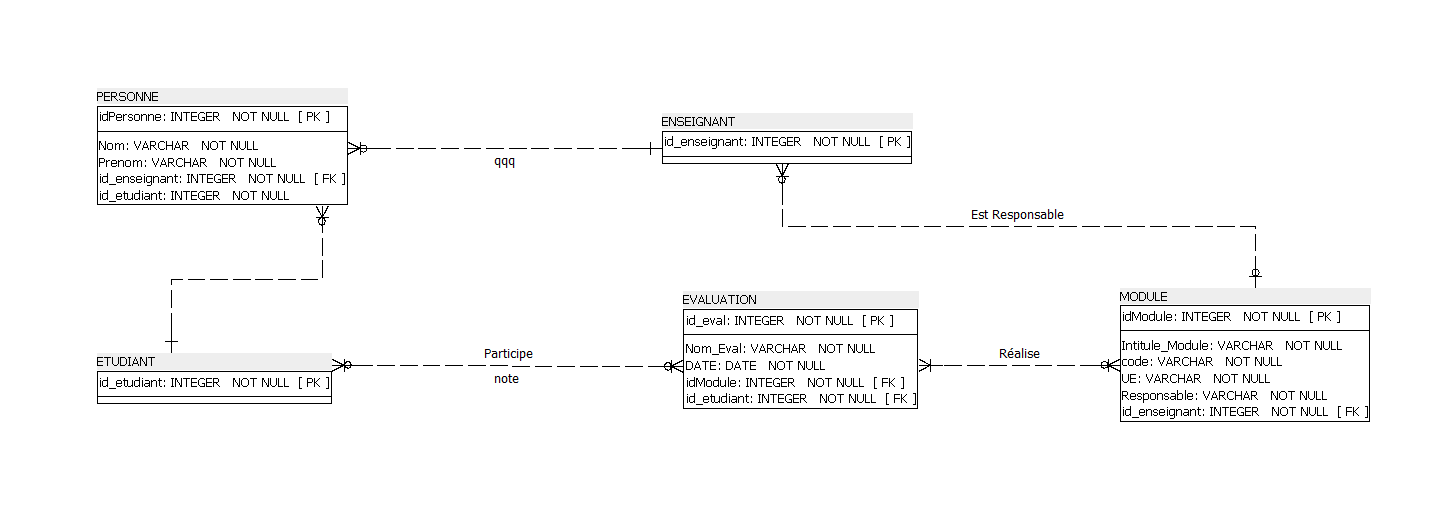 PERSONNE
idPersonne: INTEGER NOT NULL [ PK ]
Nom: VARCHAR NOT NULL
Prenom: VARCHAR NOT NULL
id_enseignant: INTEGER NOT NULL [ FK ]
id_etudiant: INTEGER NOT NULL
qqq
ENSEIGNANT
id_enseignant: INTEGER NOT NULL [ PK ]
Est Responsable
ETUDIANT
id_etudiant: INTEGER NOT NULL [ PK ]
Participe
note
EVALUATION
id_eval: INTEGER NOT NULL [ PK ]
Nom_Eval: VARCHAR NOT NULL
DATE: DATE NOT NULL
idModule: INTEGER NOT NULL [ FK ]
id_etudiant: INTEGER NOT NULL [ FK ]
Réalise
MODULE
idModule: INTEGER NOT NULL [ PK ]
Intitule_Module: VARCHAR NOT NULL
code: VARCHAR NOT NULL
UE: VARCHAR NOT NULL
Responsable: VARCHAR NOT NULL
id_enseignant: INTEGER NOT NULL [ FK ]